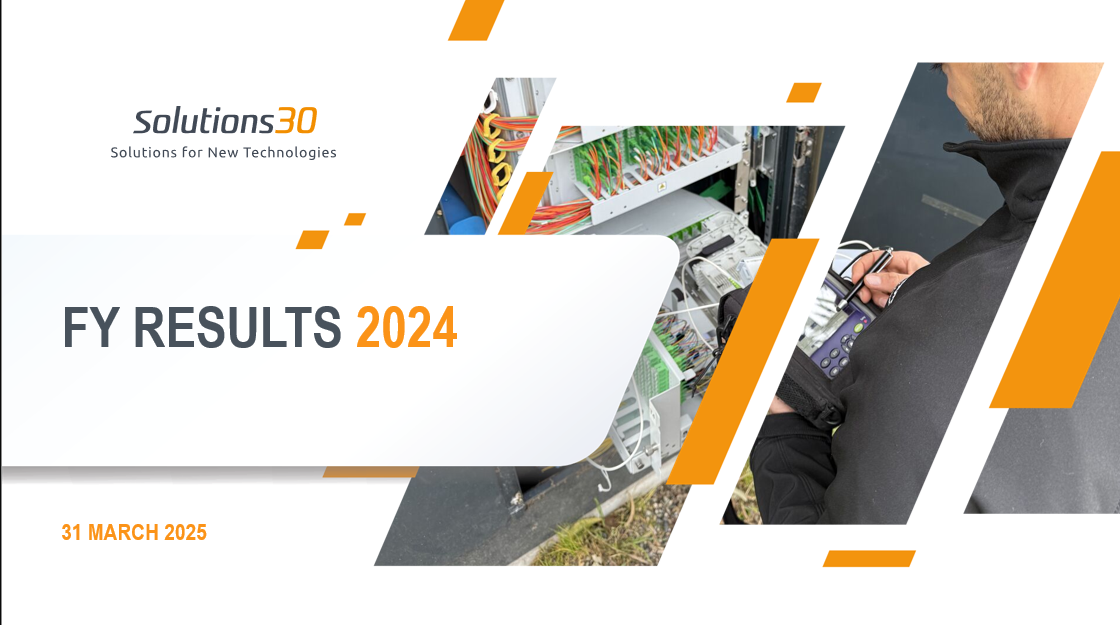 Solutions30
Solutions for New Technologies
FY RESULTS 2024
31 MARCH 2025